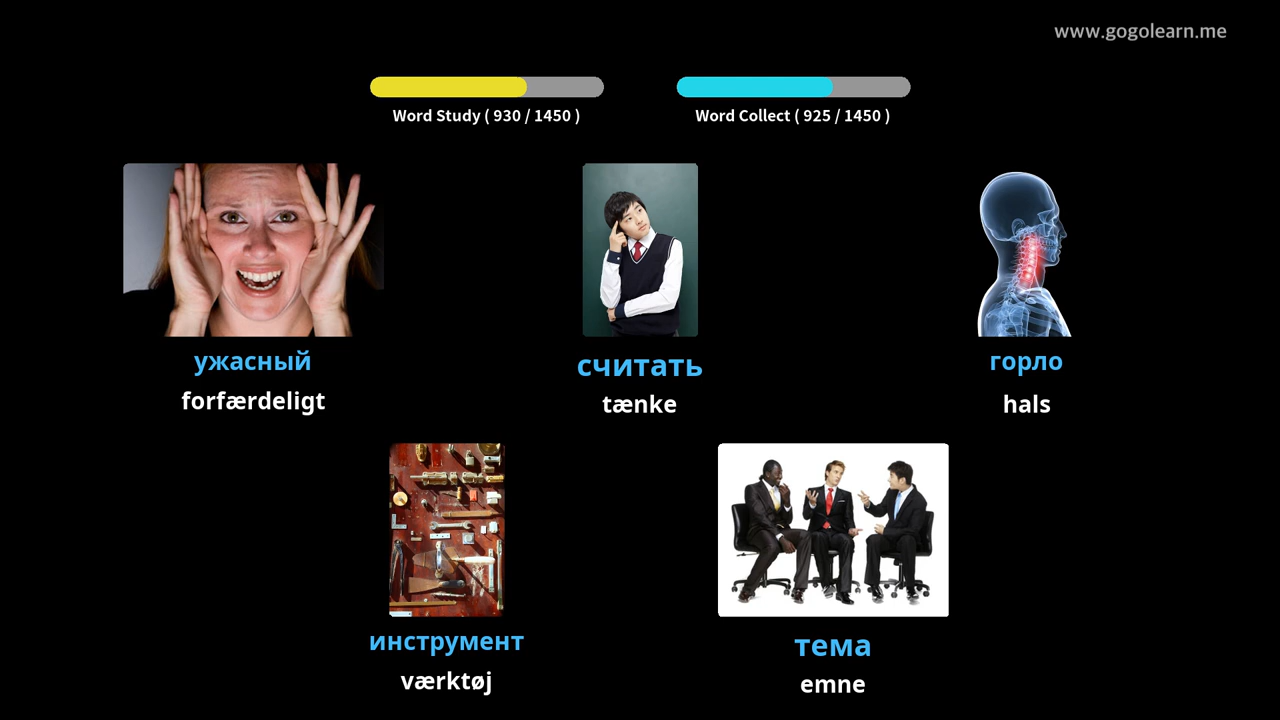 www.gogolearn.me
Word Study ( 930 / 1450 )
Word Collect ( 925 / 1450 )
ужасный
forfærdeligt
считать
tænke
горло
hals
инструмент
værktøj
тема
emne